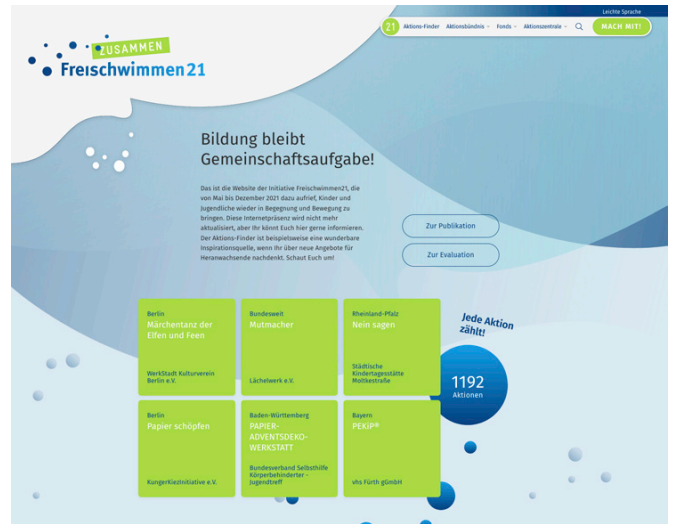 Leichte Sprache
21 Aktions-Finder Aktionsbündnis Fonds Aktionszentrale MACH MIT!
ZUSAMMEN
Freischwimmen21
Bildung bleibt
Gemeinschaftsaufgabe!
Das ist die Website der Initiative Freischwimmen21, die
von Mai bis Dezember 2021 dazu aufrief, Kinder und
Jugendliche wieder in Begegnung und Bewegung zu
bringen. Diese Internetpräsenz wird nicht mehr
aktualisiert, aber Ihr könnt Euch hier gerne informieren.
Der Aktions-Finder ist beispielsweise eine wunderbare
Inspirationsquelle, wenn Ihr über neue Angebote für
Heranwachsende nachdenkt. Schaut Euch um!
Zur Publikation
Zur Evaluation
Berlin
Märchentanz der
Elfen und Feen
WerkStadt Kulturverein
Berlin e.V.
Bundesweit
Mutmacher
Lächelwerk e.V.
Rheinland-Pfalz
Nein sagen
Städtische
Kindertagesstätte
Moltkestraße
Jede Aktion
zählt!
1192
Aktionen
Berlin
Papier schöpfen
KungerKiezInitiative e.V.
Baden-Württemberg
PAPIER-
ADVENTSDEKO-
WERKSTATT
Bundesverband Selbsthilfe
Körperbehinderter -
Jugendtreff
Bayern
PEKiP®
vhs Fürth gGmbH